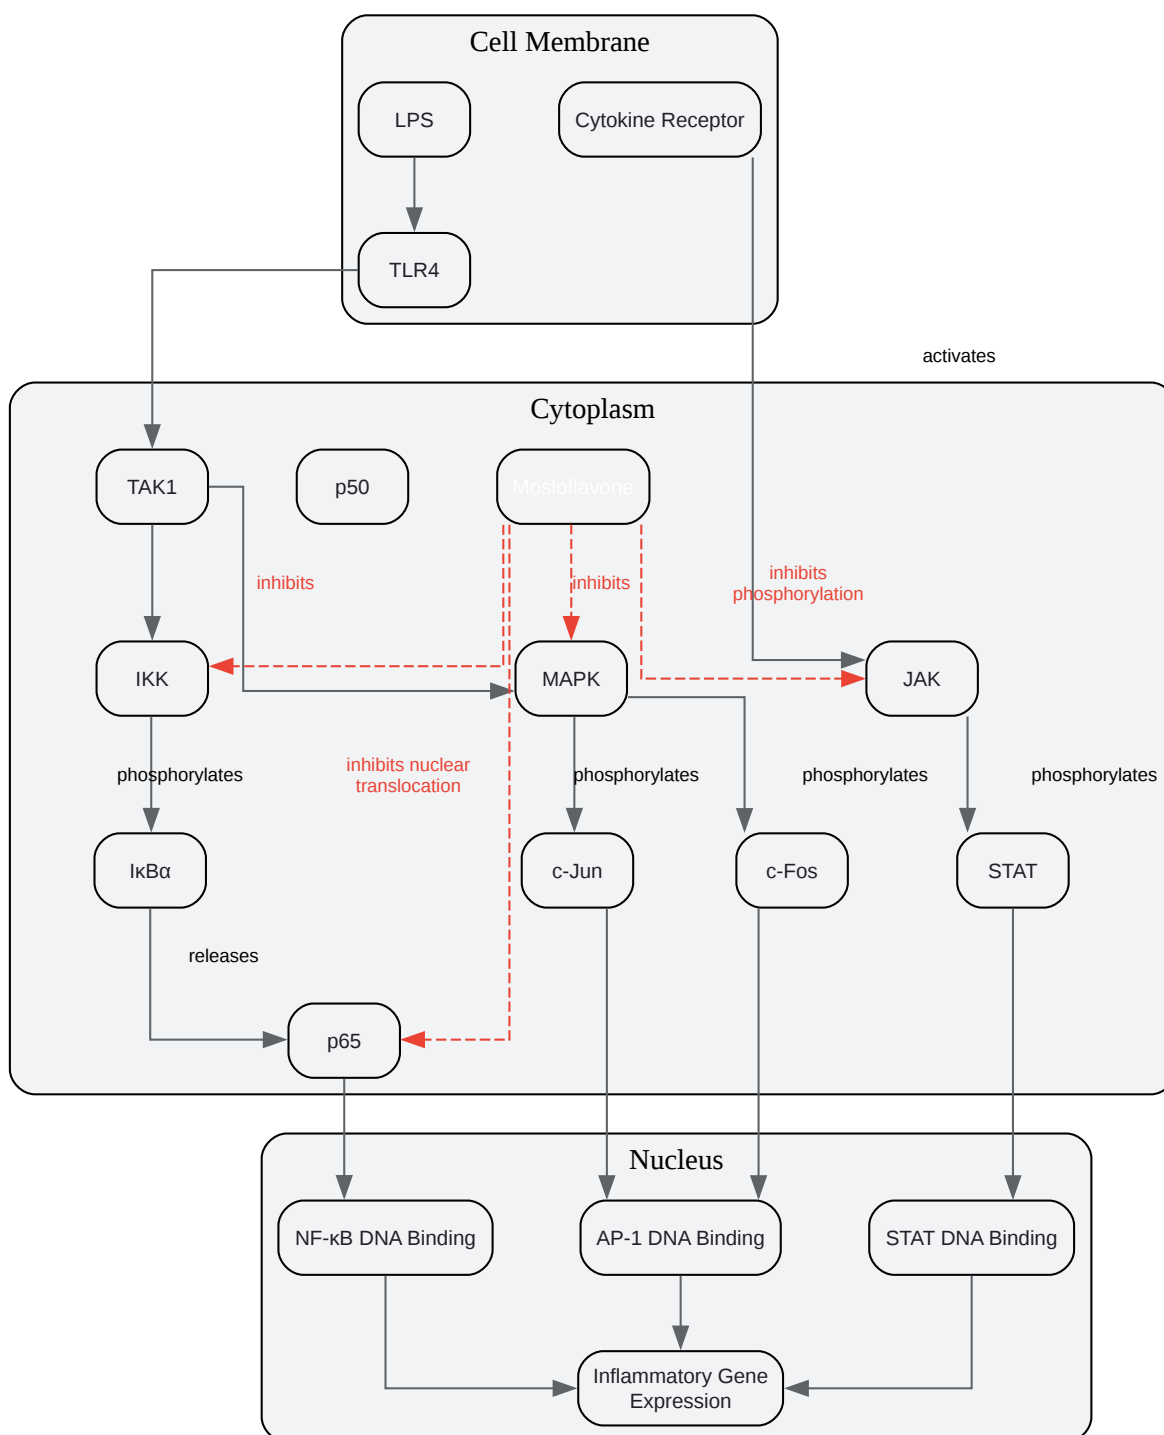 Cell Membrane
LPS
Cytokine Receptor
TLR4
activates
Cytoplasm
TAK1
p50
Mosloflavone
inhibits
inhibits
inhibits
phosphorylation
IKK
MAPK
JAK
phosphorylates
inhibits nuclear
translocation
phosphorylates
phosphorylates
phosphorylates
IκBα
c-Jun
c-Fos
STAT
releases
p65
Nucleus
NF-κB DNA Binding
AP-1 DNA Binding
STAT DNA Binding
Inflammatory Gene
Expression